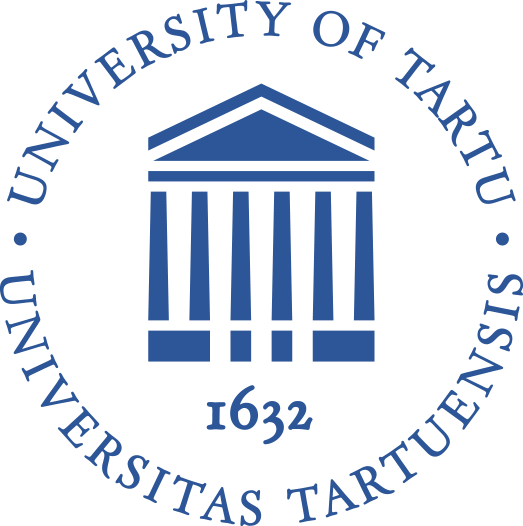 UNIVERSITY OF TARTU
1632
• UNIVERSITAS TARTUENSIS •